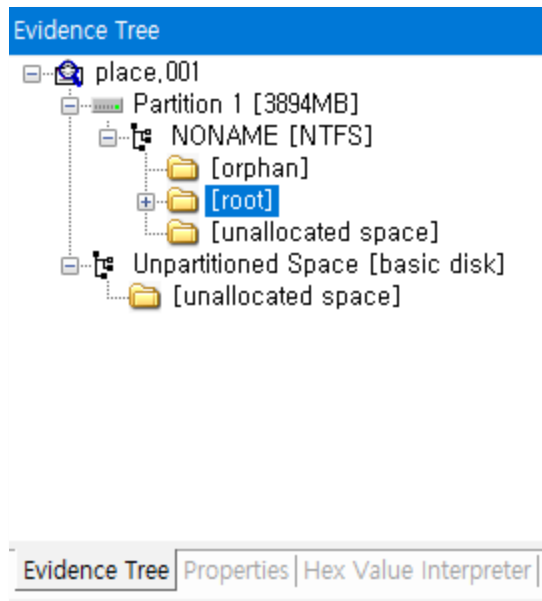 Evidence Tree
place,001
Partition 1 [3894MB]
NONAME [NTFS]
[orphan]
[root]
[unallocated space]
Unpartitioned Space [basic disk]
[unallocated space]
Evidence Tree Properties Hex Value Interpreter